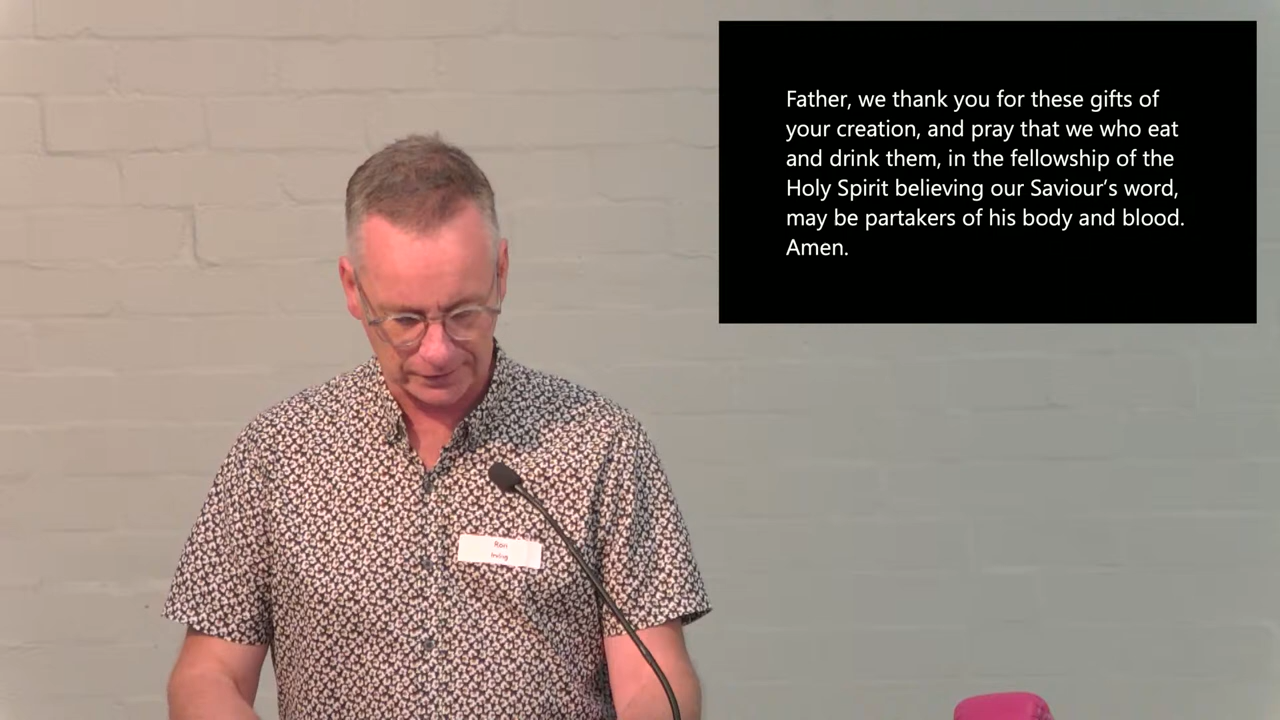 Father, we thank you for these gifts of
your creation, and pray that we who eat
and drink them, in the fellowship of the
Holy Spirit believing our Saviour’s word,
may be partakers of his body and blood.
Amen.
Ron
Irving